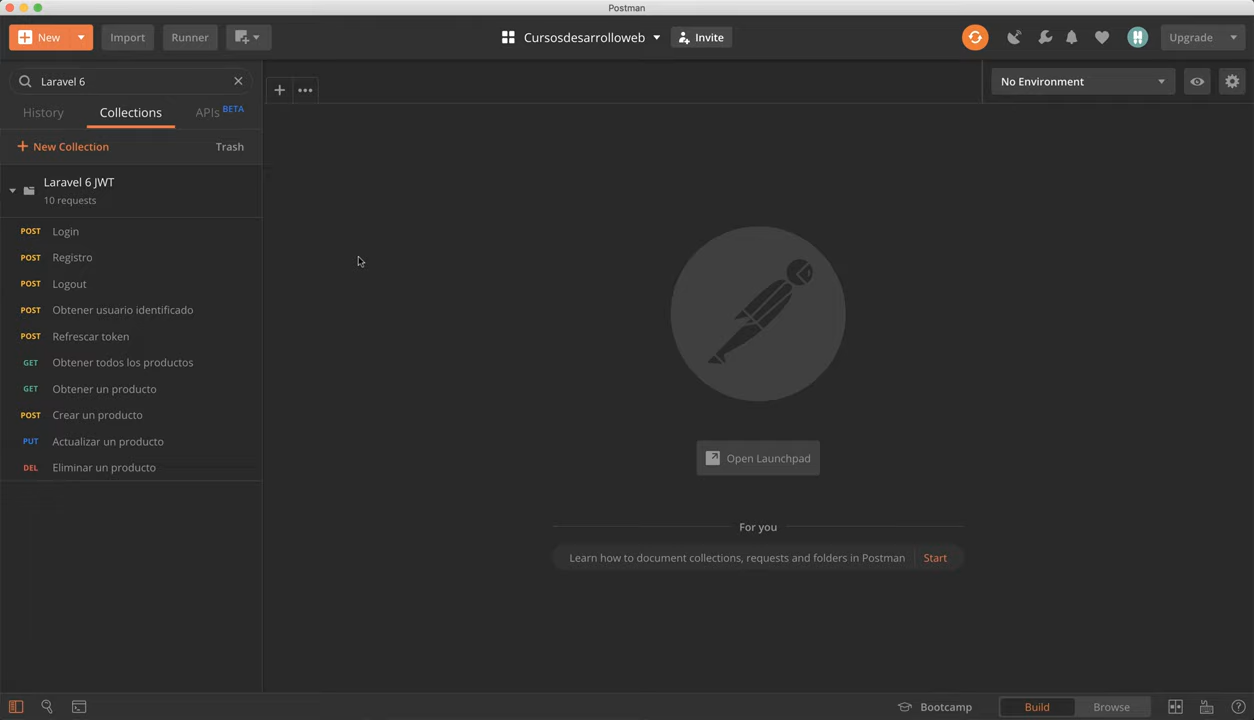 Postman
New
Import
Runner
Cursosdesarrolloweb
Invite
Upgrade
Laravel 6
No Environment
History
Collections
APIs BETA
New Collection
Trash
Laravel 6 JWT
10 requests
POST Login
POST Registro
POST Logout
POST Obtener usuario identificado
POST Refrescar token
GET Obtener todos los productos
GET Obtener un producto
POST Crear un producto
PUT Actualizar un producto
DEL Eliminar un producto
Open Launchpad
For you
Learn how to document collections, requests and folders in Postman Start
Bootcamp
Build
Browse